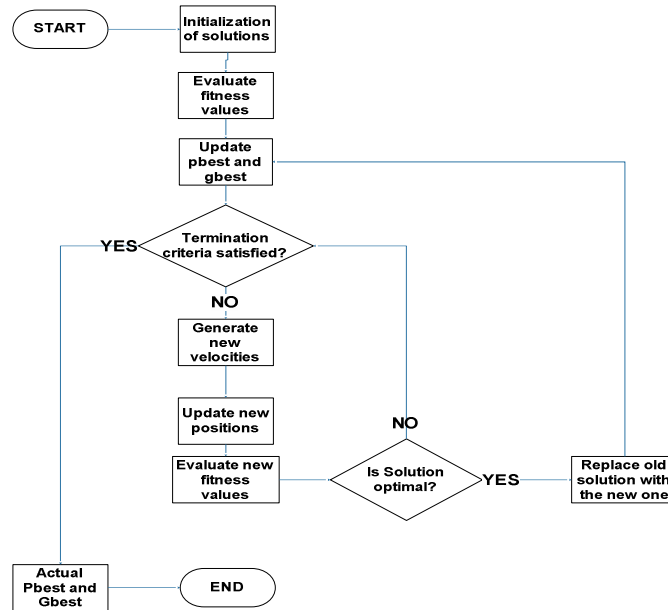 START
Initialization
of solutions
Evaluate
fitness
values
Update
pbest and
gbest
Termination
criteria satisfied?
YES
NO
Generate
new
velocities
Update new
positions
Evaluate new
fitness
values
NO
Is Solution
optimal?
YES
Replace old
solution with
the new one
Actual
Pbest and
Gbest
END